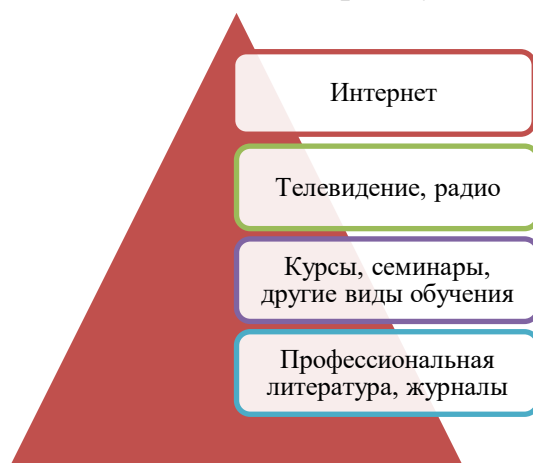 Интернет
Телевидение, радио
Курсы, семинары,
другие виды обучения
Профессиональная
литература, журналы